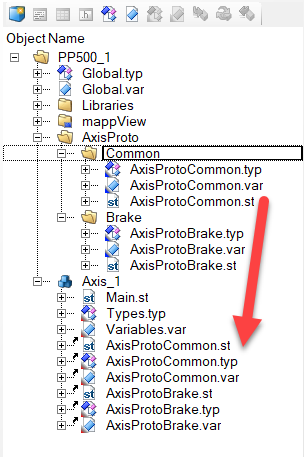 Object Name
PP500_1
Global.typ
Global.var
Libraries
mappView
AxisProto
Common
AxisProtoCommon.typ
AxisProtoCommon.var
AxisProtoCommon.st
Brake
AxisProtoBrake.typ
AxisProtoBrake.var
AxisProtoBrake.st
Axis_1
st Main.st
Types.typ
Variables.var
st AxisProtoCommon.st
AxisProtoCommon.typ
AxisProtoCommon.var
st AxisProtoBrake.st
AxisProtoBrake.typ
AxisProtoBrake.var